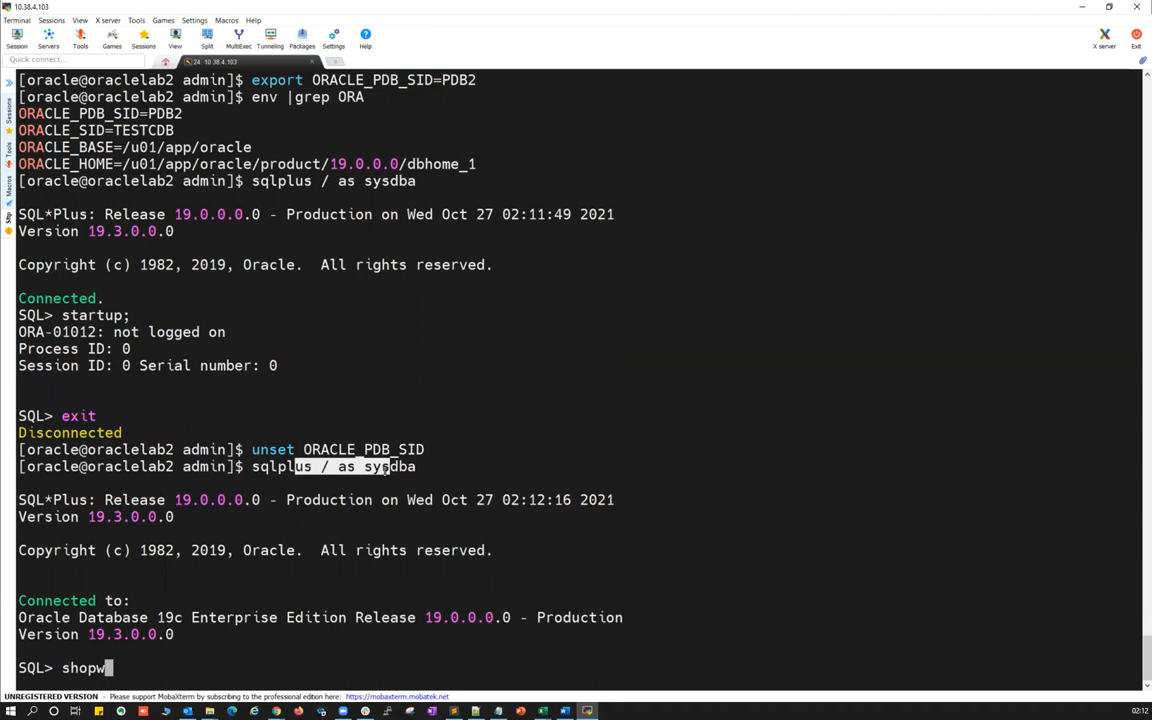 10.38.4.103
Terminal Sessions View X server Tools Games Settings Macros Help
Session Servers Tools Games Sessions View Split MultiExec Tunneling Packages Settings Help X server Exit
Quick connect...
24 10.38.4.103
[oracle@oraclelab2 admin]$ export ORACLE_PDB_SID=PDB2
[oracle@oraclelab2 admin]$ env |grep ORA
ORACLE_PDB_SID=PDB2
ORACLE_SID=TESTCDB
ORACLE_BASE=/u01/app/oracle
ORACLE_HOME=/u01/app/oracle/product/19.0.0.0/dbhome_1
[oracle@oraclelab2 admin]$ sqlplus / as sysdba
SQL*Plus: Release 19.0.0.0.0 - Production on Wed Oct 27 02:11:49 2021
Version 19.3.0.0.0
Copyright (c) 1982, 2019, Oracle.  All rights reserved.
Connected.
SQL> startup;
ORA-01012: not logged on
Process ID: 0
Session ID: 0 Serial number: 0
SQL> exit
Disconnected
[oracle@oraclelab2 admin]$ unset ORACLE_PDB_SID
[oracle@oraclelab2 admin]$ sqlplus / as sysdba
SQL*Plus: Release 19.0.0.0.0 - Production on Wed Oct 27 02:12:16 2021
Version 19.3.0.0.0
Copyright (c) 1982, 2019, Oracle.  All rights reserved.
Connected to:
Oracle Database 19c Enterprise Edition Release 19.0.0.0.0 - Production
Version 19.3.0.0.0
SQL> shopw
Sessions
Tools
Macros
Sftp
UNREGISTERED VERSION - Please support MobaXterm by subscribing to the professional edition here: https://mobaxterm.mobatek.net
02:12